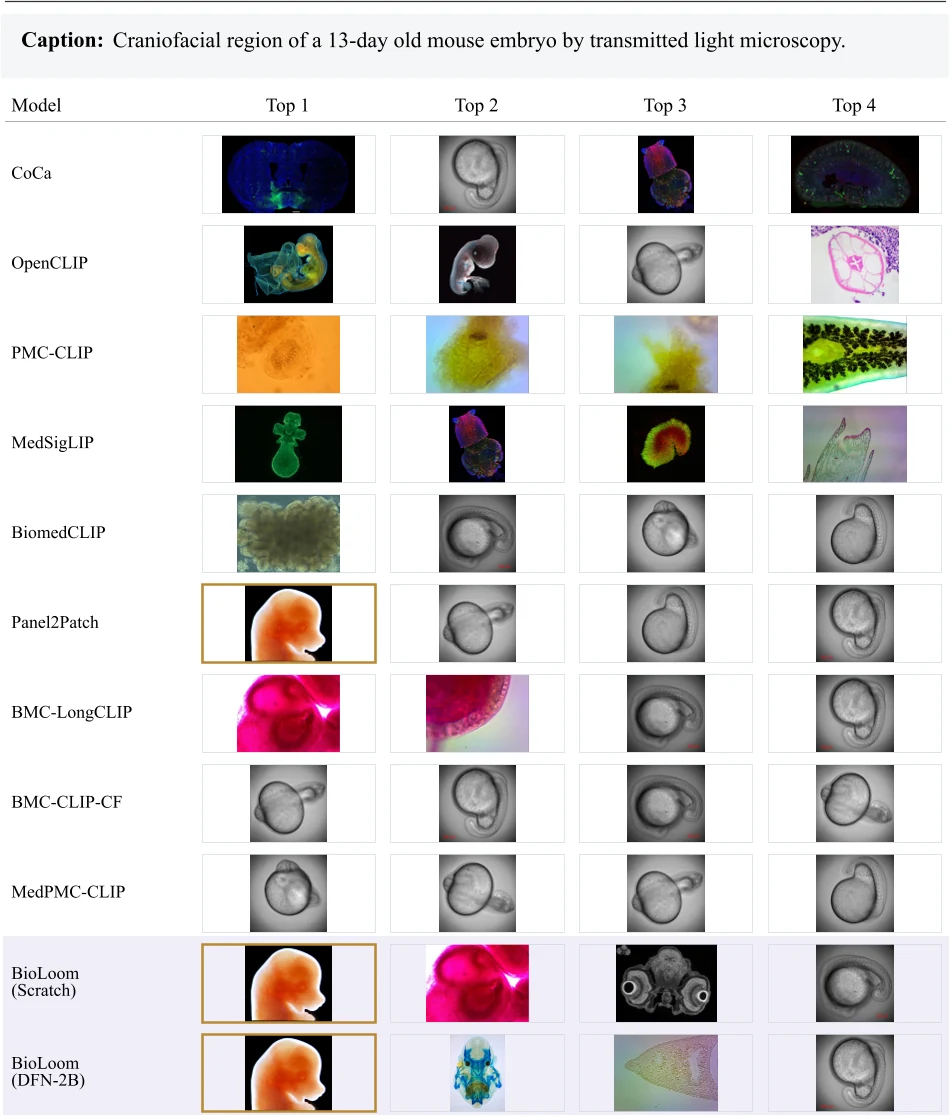 Caption: Craniofacial region of a 13-day old mouse embryo by transmitted light microscopy.
Model Top 1 Top 2 Top 3 Top 4
CoCa
OpenCLIP
PMC-CLIP
MedSigLIP
BiomedCLIP
Panel2Patch
BMC-LongCLIP
BMC-CLIP-CF
MedPMC-CLIP
BioLoom
(Scratch)
BioLoom
(DFN-2B)